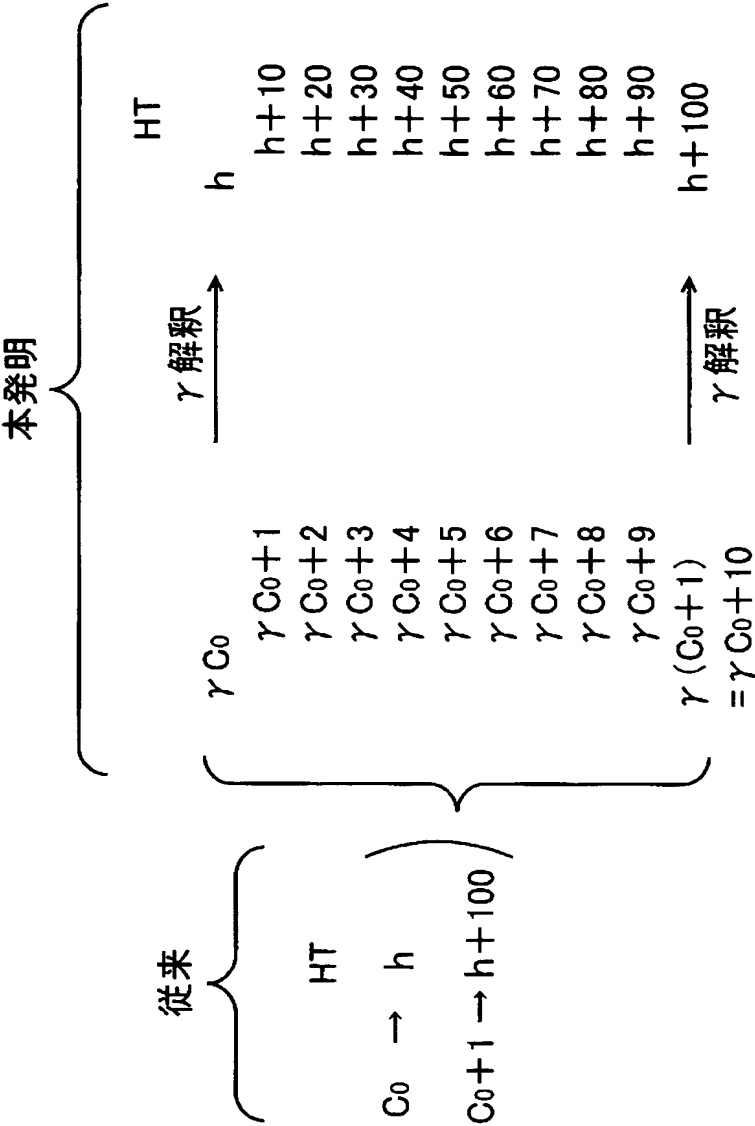 従来
HT
C₀ → h
C₀+1 → h+100
本発明
HT
γC₀ γ解釈 h
γC₀+1 h+10
γC₀+2 h+20
γC₀+3 h+30
γC₀+4 h+40
γC₀+5 h+50
γC₀+6 h+60
γC₀+7 h+70
γC₀+8 h+80
γC₀+9 h+90
γ(C₀+1) γ解釈 h+100
=γC₀+10